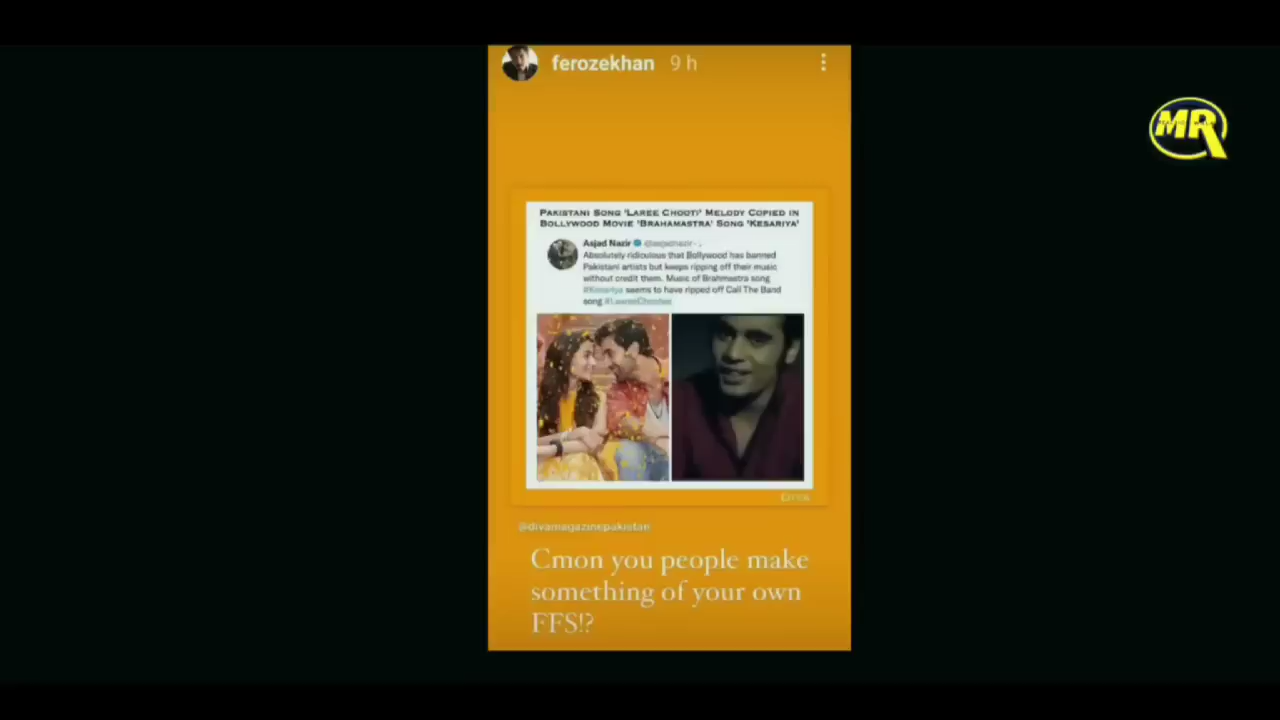 ferozekhan 9 h
MR
PAKISTANI SONG 'LAREE CHOOTI' MELODY COPIED IN
BOLLYWOOD MOVIE 'BRAHAMASTRA' SONG 'KESARIYA'
Asjad Nazir @asjadnazir
Absolutely ridiculous that Bollywood has banned
Pakistani artists but keeps ripping off their music
without credit them. Music of Brahmastra song
#Kesariya seems to have ripped off Call The Band
song
@divamagazinepakistan
Cmon you people make
something of your own
FFS!?